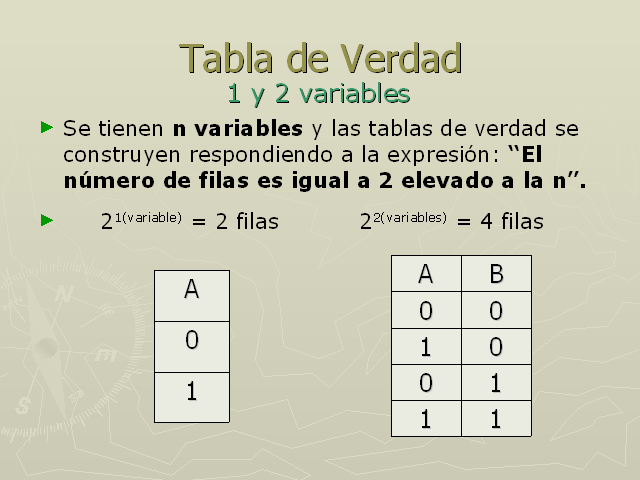 Tabla de Verdad
1 y 2 variables
► Se tienen n variables y las tablas de verdad se
construyen respondiendo a la expresión: “El
número de filas es igual a 2 elevado a la n”.
► 2^1(variable) = 2 filas 2^2(variables) = 4 filas
A
0
1
A B
0 0
1 0
0 1
1 1
N
E
S